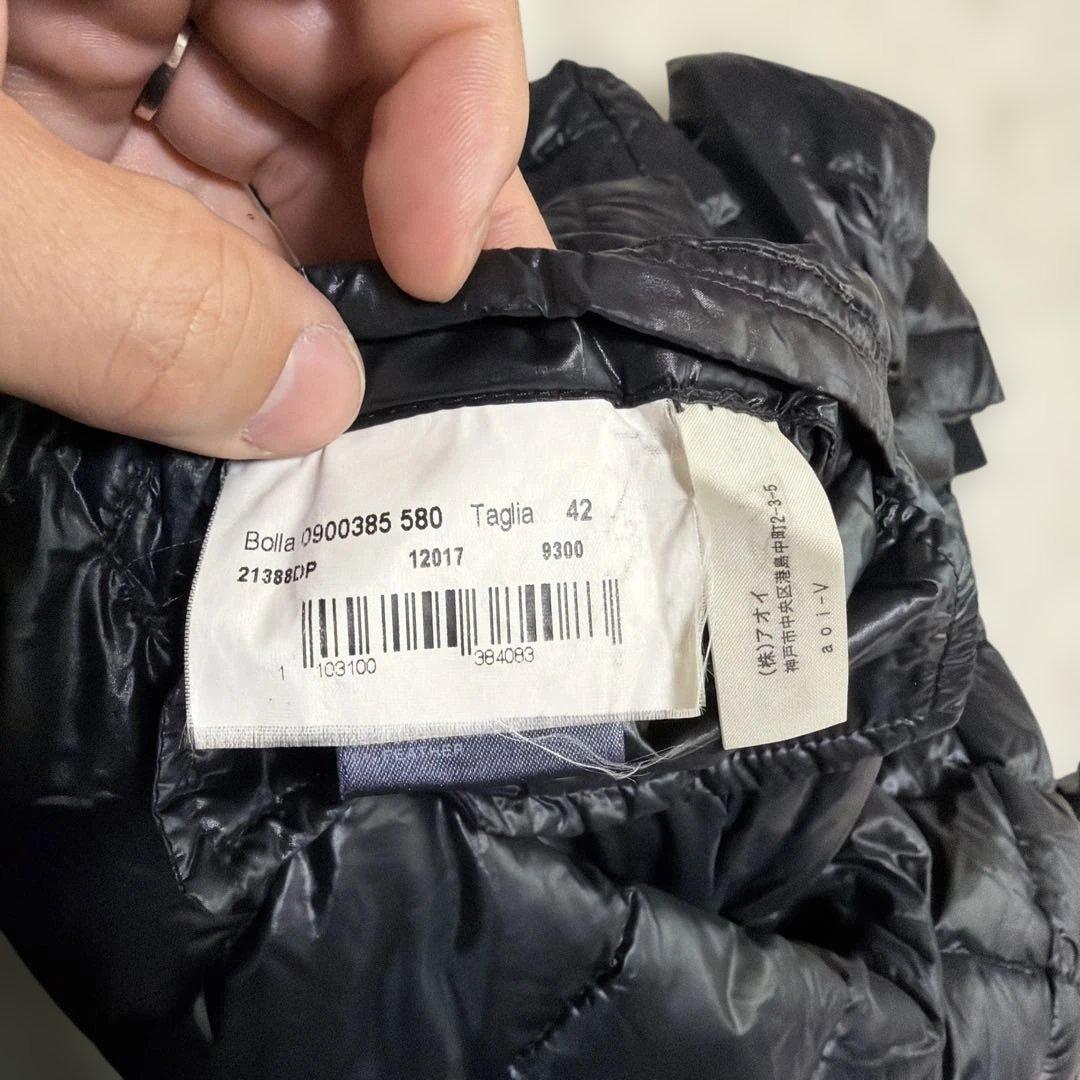 Bolla 0900385 580 Taglia 42
21388DP 12017 9300
1 103100 384083
(株)アオイ
神戸市中央区港島中町2-3-5
aoi-V